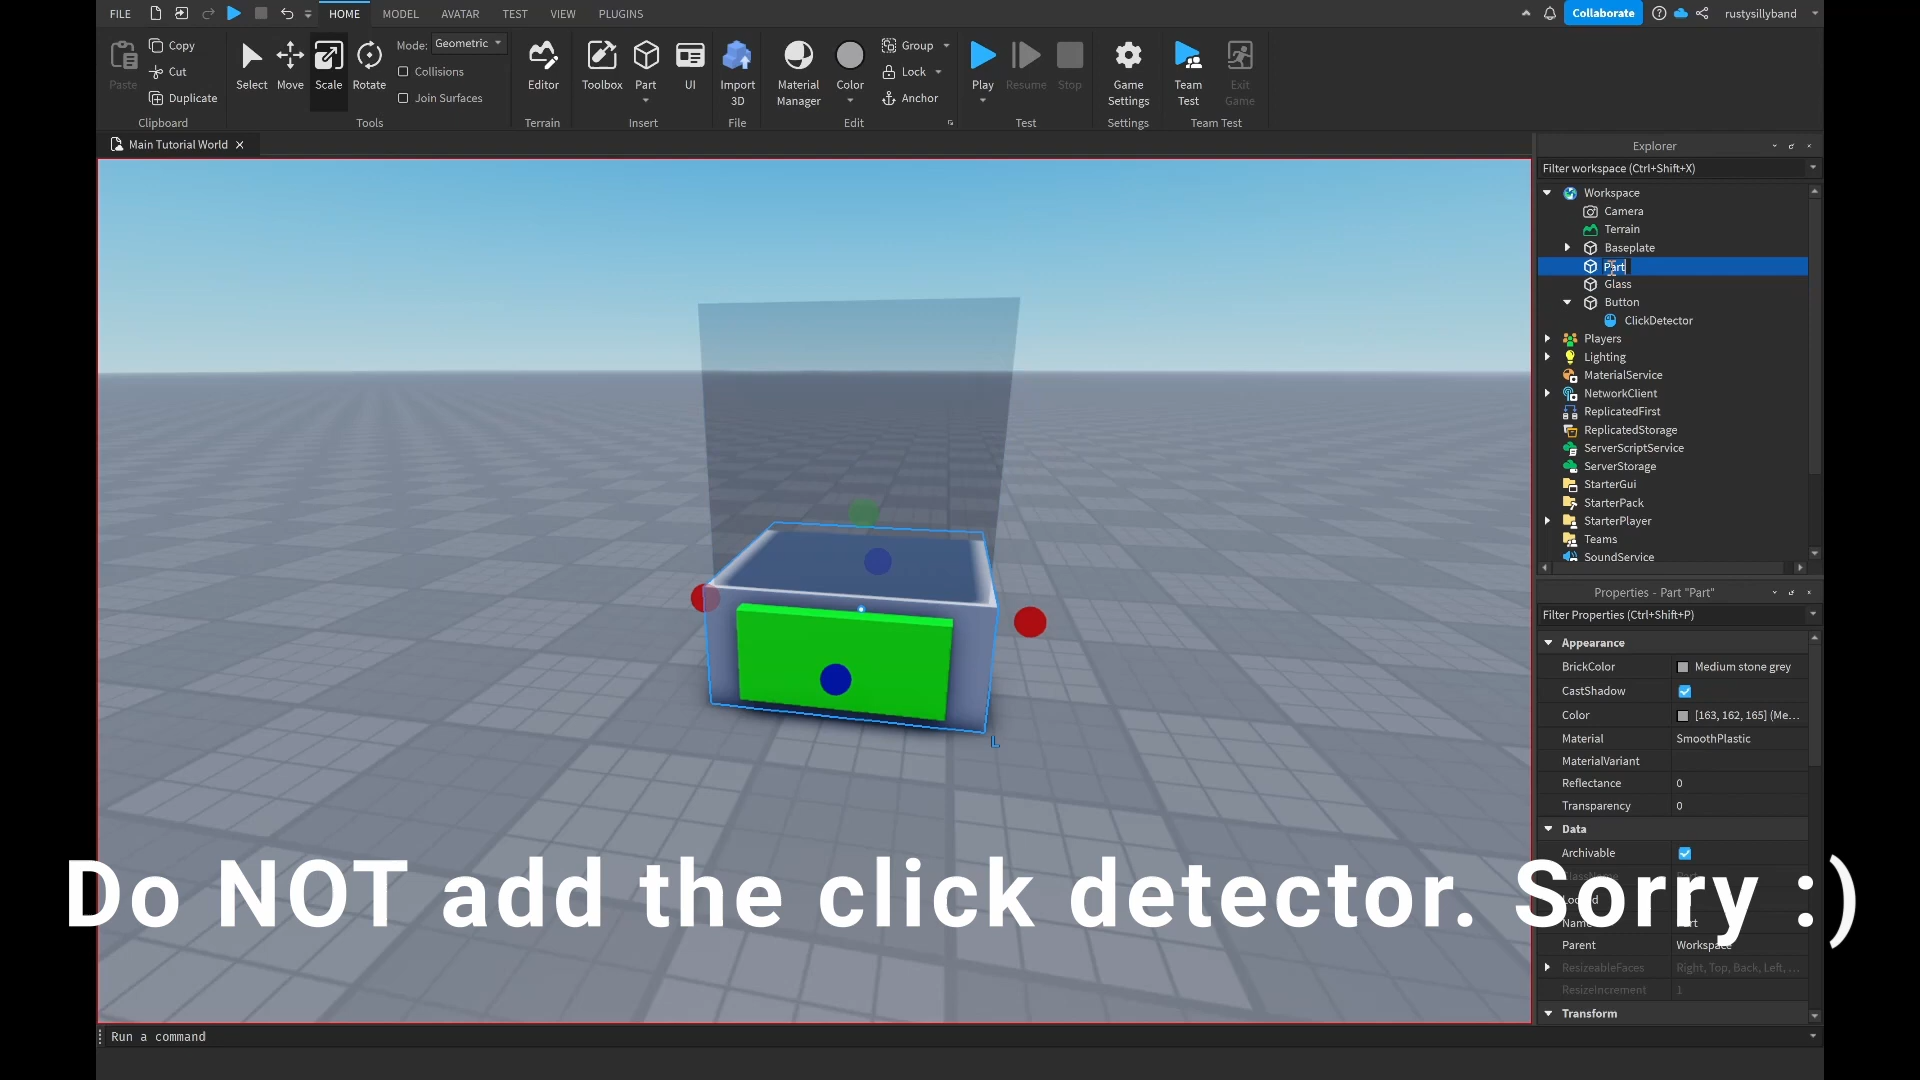 FILE
HOME
MODEL
AVATAR
TEST
VIEW
PLUGINS
Collaborate
rustysillyband
Paste
Copy
Cut
Duplicate
Clipboard
Select
Move
Scale
Rotate
Mode: Geometric
Collisions
Join Surfaces
Tools
Editor
Terrain
Toolbox
Part
UI
Insert
Import
3D
File
Material
Manager
Color
Group
Lock
Anchor
Edit
Play
Resume
Stop
Test
Game
Settings
Settings
Team
Test
Exit
Game
Team Test
Main Tutorial World
Explorer
Filter workspace (Ctrl+Shift+X)
Workspace
Camera
Terrain
Baseplate
Part
Glass
Button
ClickDetector
Players
Lighting
MaterialService
NetworkClient
ReplicatedFirst
ReplicatedStorage
ServerScriptService
ServerStorage
StarterGui
StarterPack
StarterPlayer
Teams
SoundService
L
Properties - Part "Part"
Filter Properties (Ctrl+Shift+P)
Appearance
BrickColor Medium stone grey
CastShadow
Color [163, 162, 165] (Me...
Material SmoothPlastic
MaterialVariant
Reflectance 0
Transparency 0
Data
Archivable
Do NOT add the click detector. Sorry :)
Parent Workspace
ResizeableFaces Right, Top, Back, Left, ...
ResizeIncrement 1
Transform
Run a command